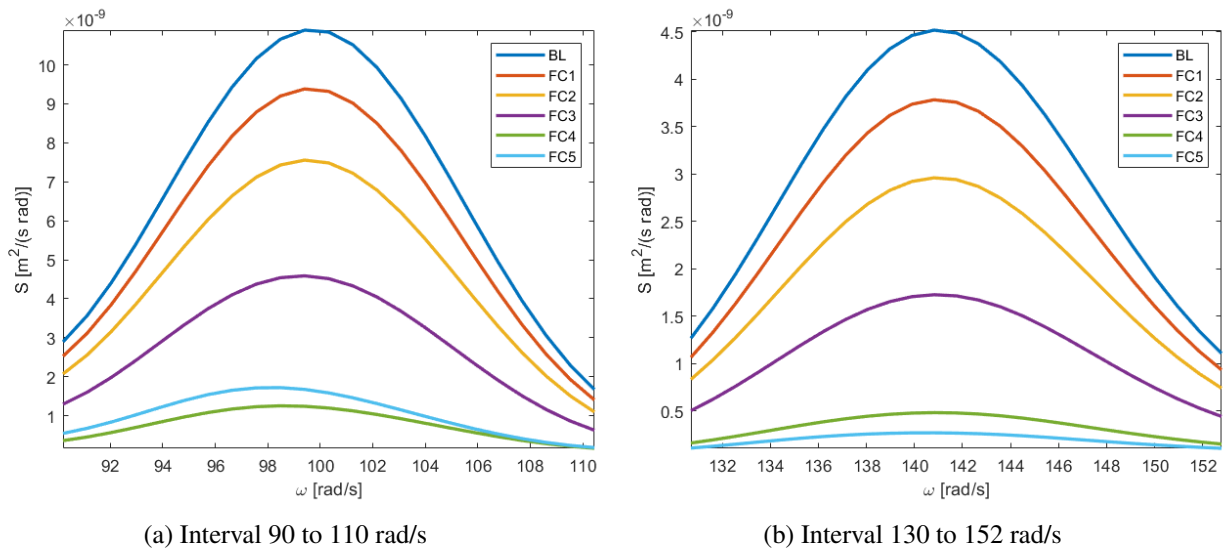 ×10⁻⁹
10
9
8
7
6
5
4
3
2
1
S [m²/(s rad)]
92 94 96 98 100 102 104 106 108 110
ω [rad/s]
BL
FC1
FC2
FC3
FC4
FC5
(a) Interval 90 to 110 rad/s
×10⁻⁹
4.5
4
3.5
3
2.5
2
1.5
1
0.5
S [m²/(s rad)]
132 134 136 138 140 142 144 146 148 150 152
ω [rad/s]
BL
FC1
FC2
FC3
FC4
FC5
(b) Interval 130 to 152 rad/s